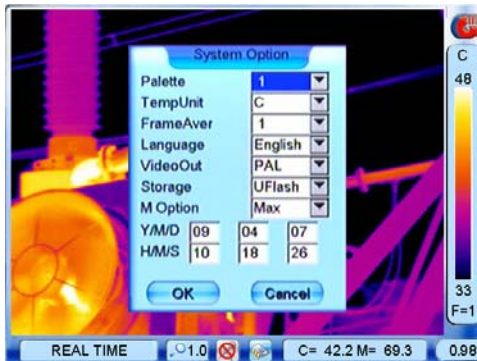 System Option
Palette 1
TempUnit C
FrameAver 1
Language English
VideoOut PAL
Storage UFlash
M Option Max
Y/M/D 09 04 07
H/M/S 10 18 26
OK Cancel
C
48
33
F=1
REAL TIME 1.0 C= 42.2 M= 69.3 0.98